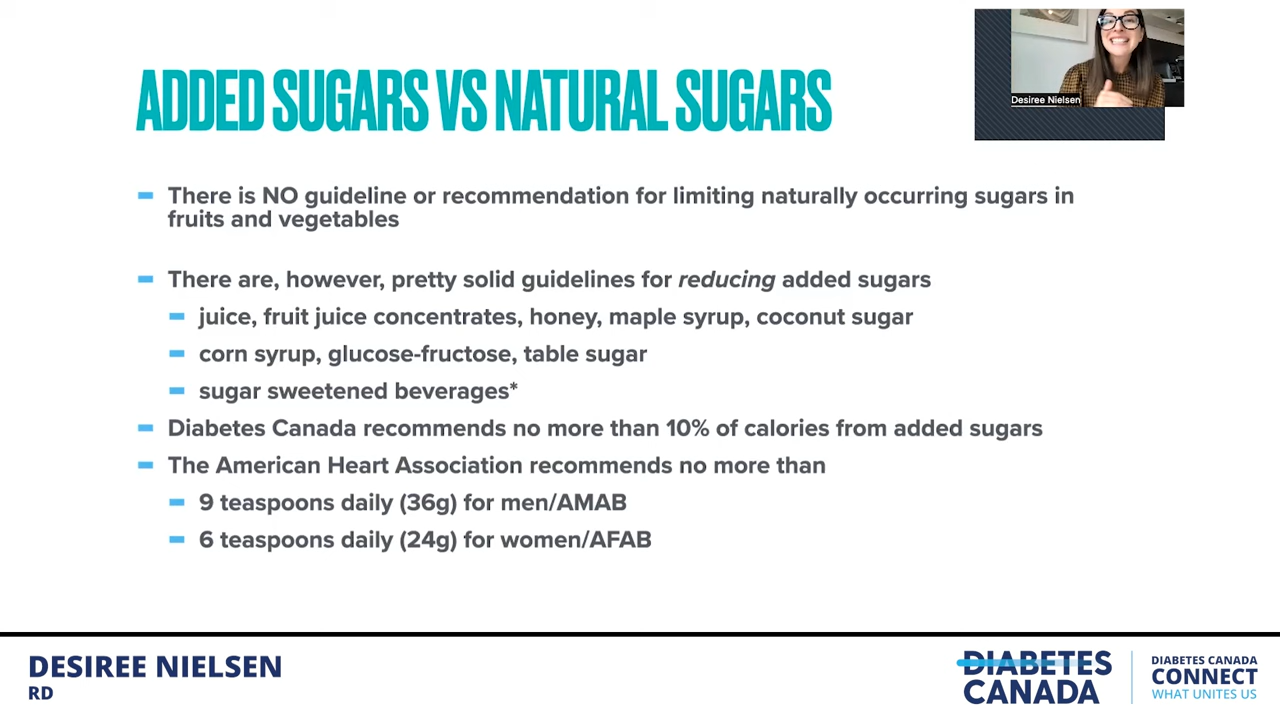 Desiree Nielsen
ADDED SUGARS VS NATURAL SUGARS
There is NO guideline or recommendation for limiting naturally occurring sugars in
fruits and vegetables
There are, however, pretty solid guidelines for reducing added sugars
juice, fruit juice concentrates, honey, maple syrup, coconut sugar
corn syrup, glucose-fructose, table sugar
sugar sweetened beverages*
Diabetes Canada recommends no more than 10% of calories from added sugars
The American Heart Association recommends no more than
9 teaspoons daily (36g) for men/AMAB
6 teaspoons daily (24g) for women/AFAB
DESIREE NIELSEN
RD
DIABETES
CANADA
DIABETES CANADA
CONNECT
WHAT UNITES US